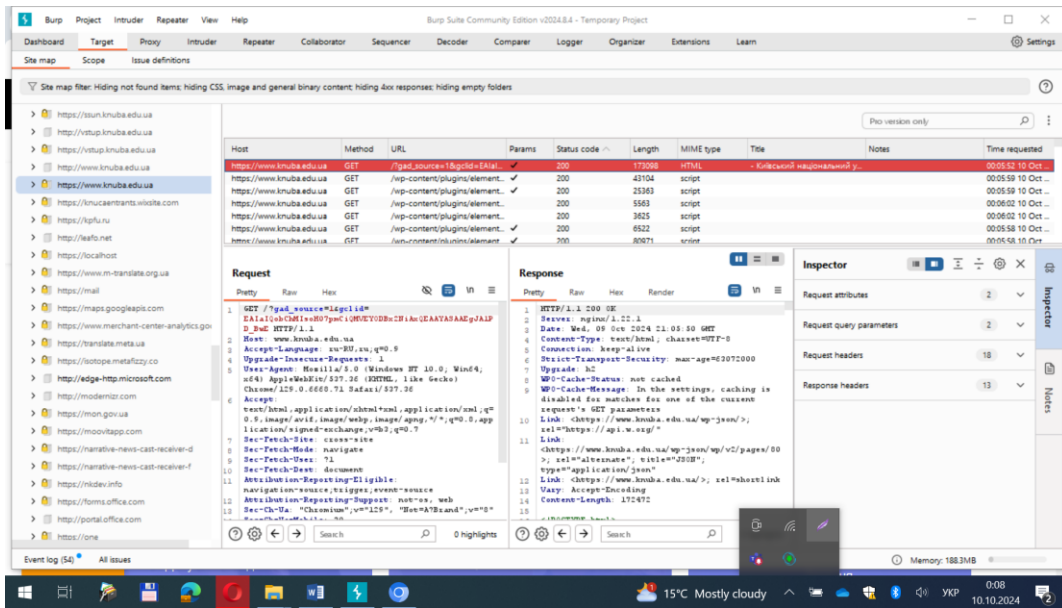 Burp Project Intruder Repeater View Help
Burp Suite Community Edition v2024.8.4 - Temporary Project
Dashboard Target Proxy Intruder Repeater Collaborator Sequencer Decoder Comparer Logger Organizer Extensions Learn
Settings
Site map Scope Issue definitions
Site map filter: Hiding not found items; hiding CSS, image and general binary content; hiding 4xx responses; hiding empty folders
https://ssun.knuba.edu.ua
http://vstup.knuba.edu.ua
https://vstup.knuba.edu.ua
http://www.knuba.edu.ua
https://www.knuba.edu.ua
https://knucaentrants.wixsite.com
https://kpfu.ru
http://leafo.net
https://localhost
https://www.m-translate.org.ua
https://mail
https://maps.googleapis.com
https://www.merchant-center-analytics.goo
https://translate.meta.ua
https://isotope.metafizzy.co
http://edge-http.microsoft.com
http://modernizr.com
https://mon.gov.ua
https://moovitapp.com
https://narrative-news-cast-receiver-d
https://narrative-news-cast-receiver-f
https://nkdev.info
https://forms.office.com
http://portal.office.com
https://one
Pro version only
Host Method URL Params Status code Length MIME type Title Notes Time requested
https://www.knuba.edu.ua GET /?gad_source=1&gclid=EAIaI... ✓ 200 173098 HTML - Київський національний у... 00:05:52 10 Oct ...
https://www.knuba.edu.ua GET /wp-content/plugins/element... ✓ 200 43104 script 00:05:59 10 Oct ...
https://www.knuba.edu.ua GET /wp-content/plugins/element... ✓ 200 25363 script 00:05:59 10 Oct ...
https://www.knuba.edu.ua GET /wp-content/plugins/element... 200 5563 script 00:06:02 10 Oct ...
https://www.knuba.edu.ua GET /wp-content/plugins/element... 200 3625 script 00:06:02 10 Oct ...
https://www.knuba.edu.ua GET /wp-content/plugins/element... ✓ 200 6522 script 00:05:58 10 Oct ...
https://www.knuba.edu.ua GET /wp-content/plugins/element... ✓ 200 80971 script 00:05:58 10 Oct ...
Request
Pretty Raw Hex
1 GET /?gad_source=1&gclid=
HTTP/1.1
2 Host: www.knuba.edu.ua
3 Accept-Language: ru-RU,ru;q=0.9
4 Upgrade-Insecure-Requests: 1
5 User-Agent: Mozilla/5.0 (Windows NT 10.0; Win64;
x64) AppleWebKit/537.36 (KHTML, like Gecko)
Chrome/129.0.6668.71 Safari/537.36
6 Accept:
text/html,application/xhtml+xml,application/xml;q=
0.9,image/avif,image/webp,image/apng,*/*;q=0.8,app
lication/signed-exchange;v=b3;q=0.7
7 Sec-Fetch-Site: cross-site
8 Sec-Fetch-Mode: navigate
9 Sec-Fetch-User: ?1
10 Sec-Fetch-Dest: document
11 Attribution-Reporting-Eligible:
navigation-source;trigger;event-source
12 Attribution-Reporting-Support: not-os, web
13 Sec-Ch-Ua: "Chromium";v="129", "Not=A?Brand";v="8"
Search
0 highlights
Response
Pretty Raw Hex Render
1 HTTP/1.1 200 OK
2 Server: nginx/1.22.1
3 Date: Wed, 09 Oct 2024 21:05:50 GMT
4 Content-Type: text/html; charset=UTF-8
5 Connection: keep-alive
6 Strict-Transport-Security: max-age=63072000
7 Upgrade: h2
8 WPO-Cache-Status: not cached
9 WPO-Cache-Message: In the settings, caching is
disabled for matches for one of the current
request's GET parameters
10 Link: <https://www.knuba.edu.ua/wp-json/>;
rel="https://api.w.org/"
11 Link:
<https://www.knuba.edu.ua/wp-json/wp/v2/pages/80
>; rel="alternate"; title="JSON";
type="application/json"
12 Link: <https://www.knuba.edu.ua/>; rel=shortlink
13 Vary: Accept-Encoding
14 Content-Length: 172472
15
<!DOCTYPE html>
Search
Inspector
Request attributes 2
Request query parameters 2
Request headers 18
Response headers 13
Inspector
Notes
Event log (54) All issues
Memory: 188.3MB
15°C Mostly cloudy
УКР
0:08
10.10.2024
2